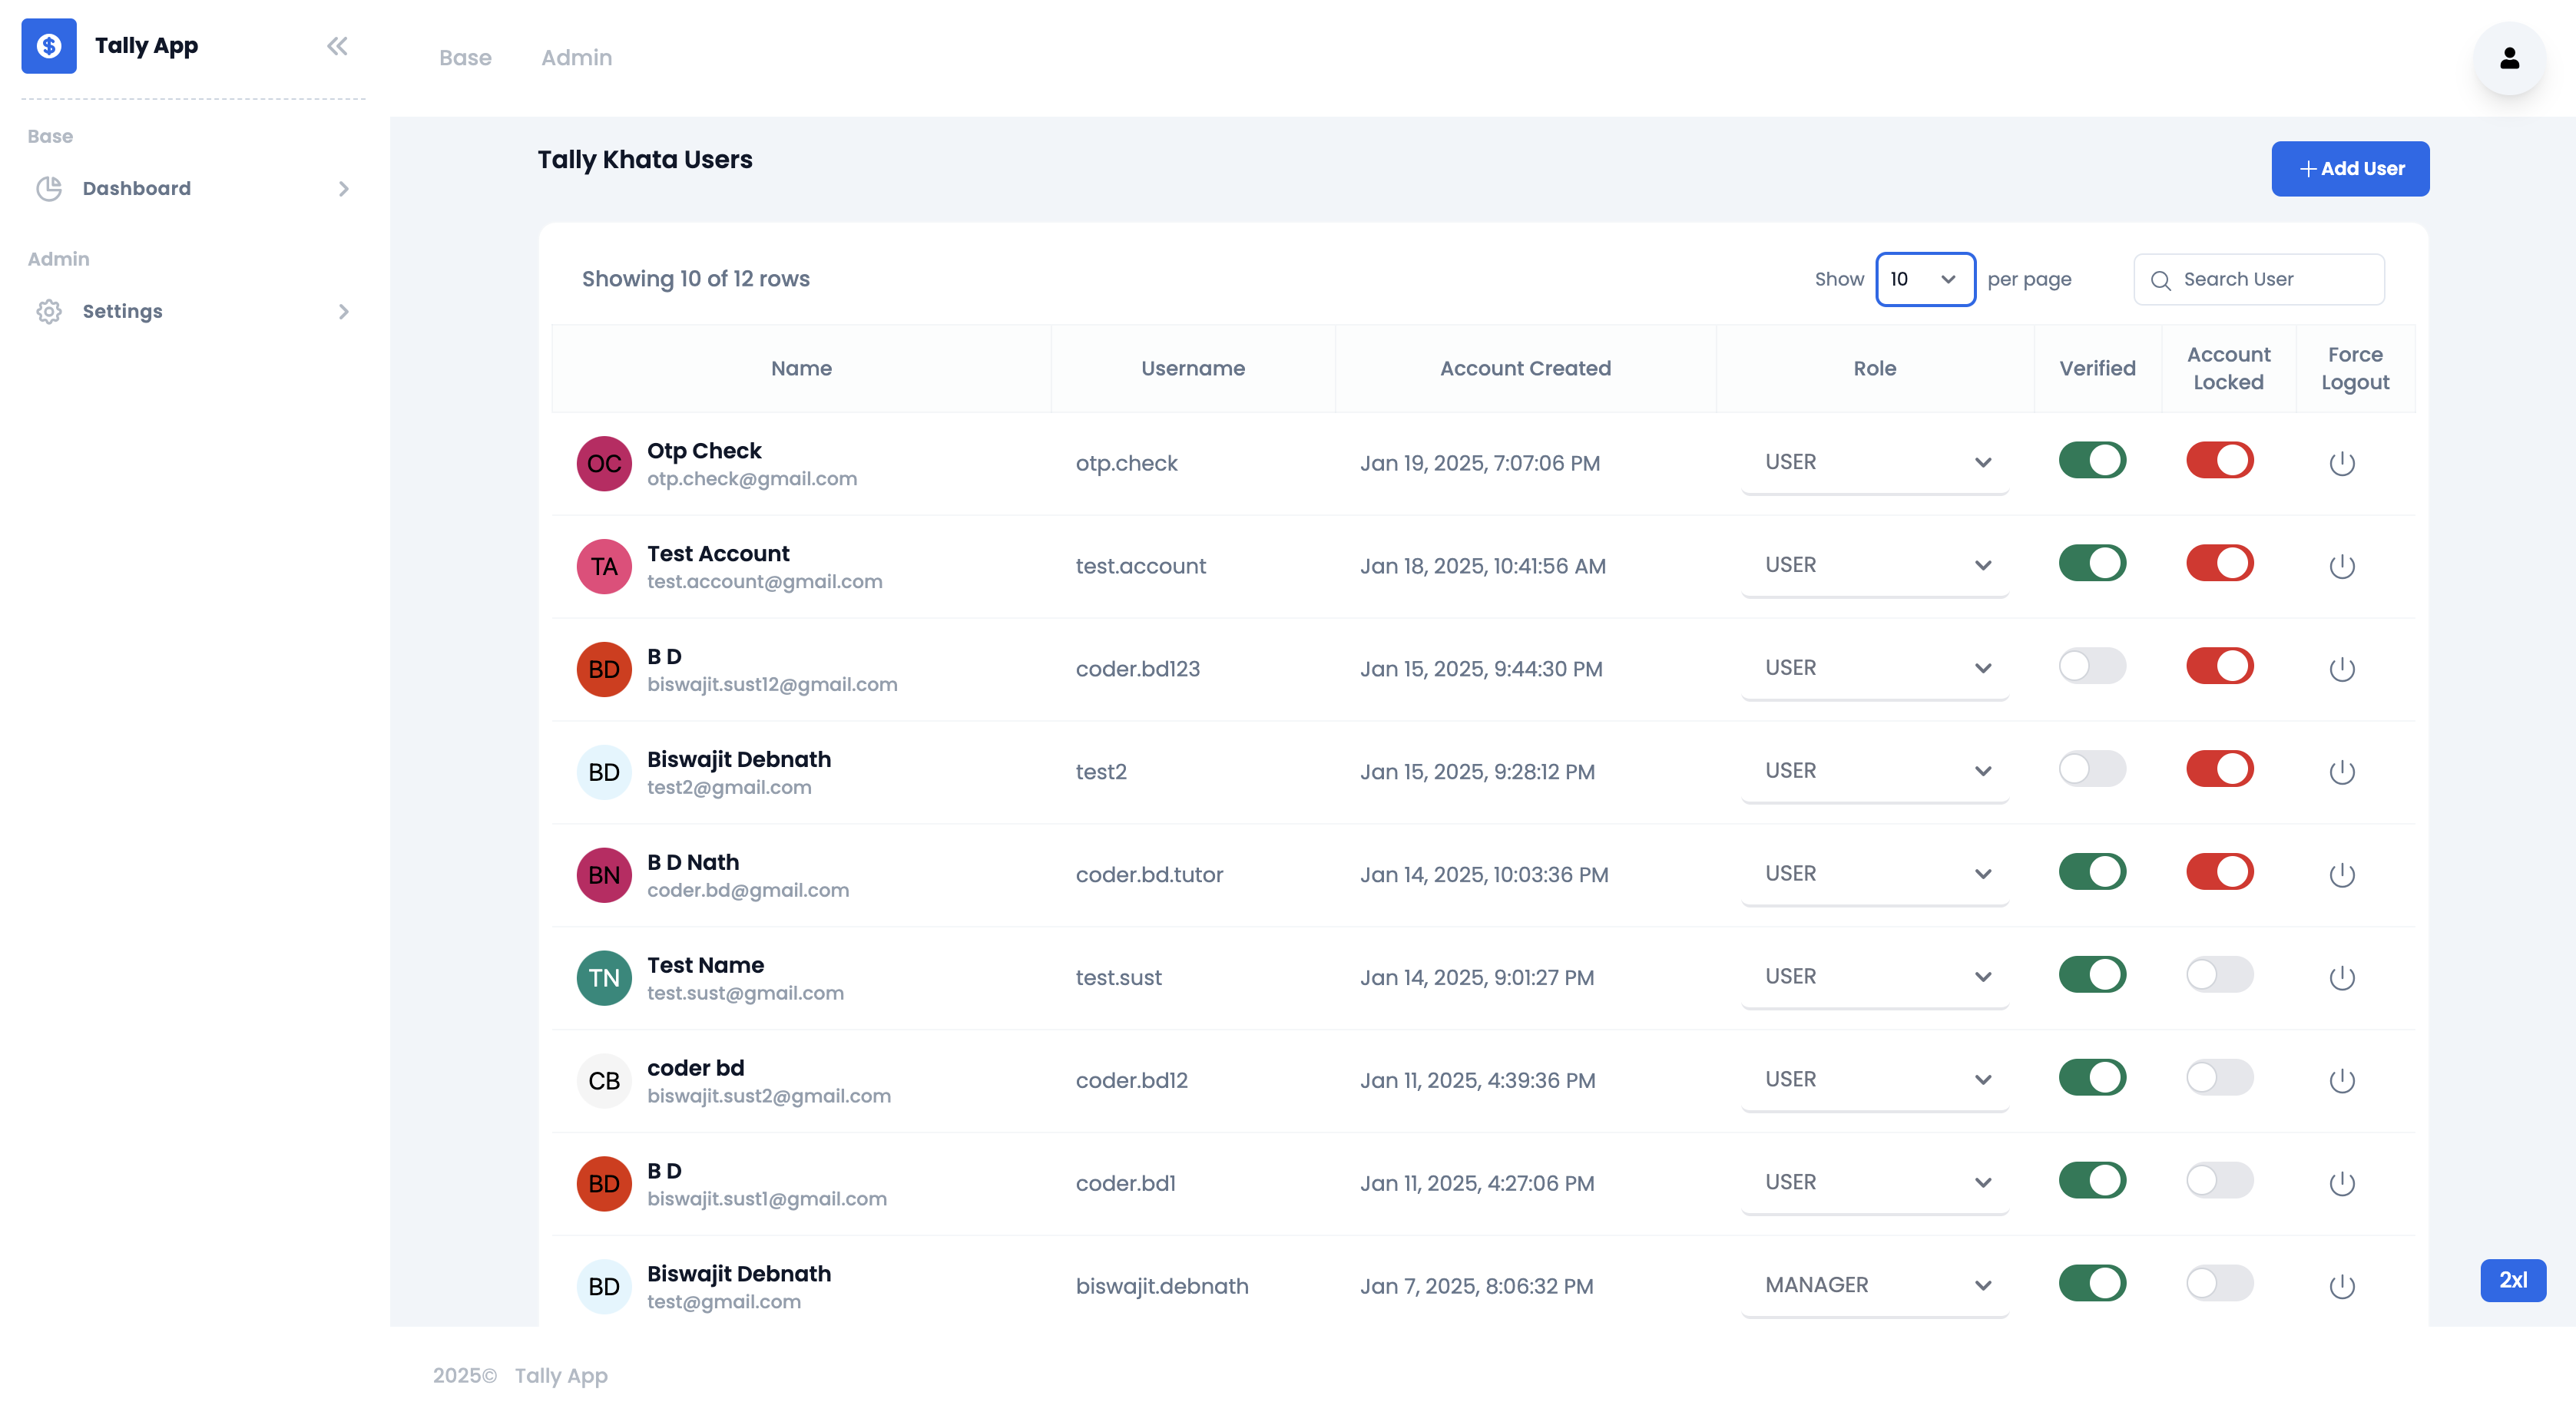 Tally App
Base Admin
Base
Dashboard
Admin
Settings
Tally Khata Users
Add User
Showing 10 of 12 rows
Show 10 per page
Search User
Name Username Account Created Role Verified Account Locked Force Logout
OC Otp Check
otp.check@gmail.com
otp.check Jan 19, 2025, 7:07:06 PM USER
TA Test Account
test.account@gmail.com
test.account Jan 18, 2025, 10:41:56 AM USER
BD B D
biswajit.sust12@gmail.com
coder.bd123 Jan 15, 2025, 9:44:30 PM USER
BD Biswajit Debnath
test2@gmail.com
test2 Jan 15, 2025, 9:28:12 PM USER
BN B D Nath
coder.bd@gmail.com
coder.bd.tutor Jan 14, 2025, 10:03:36 PM USER
TN Test Name
test.sust@gmail.com
test.sust Jan 14, 2025, 9:01:27 PM USER
CB coder bd
biswajit.sust2@gmail.com
coder.bd12 Jan 11, 2025, 4:39:36 PM USER
BD B D
biswajit.sust1@gmail.com
coder.bd1 Jan 11, 2025, 4:27:06 PM USER
BD Biswajit Debnath
test@gmail.com
biswajit.debnath Jan 7, 2025, 8:06:32 PM MANAGER
2xl
2025© Tally App